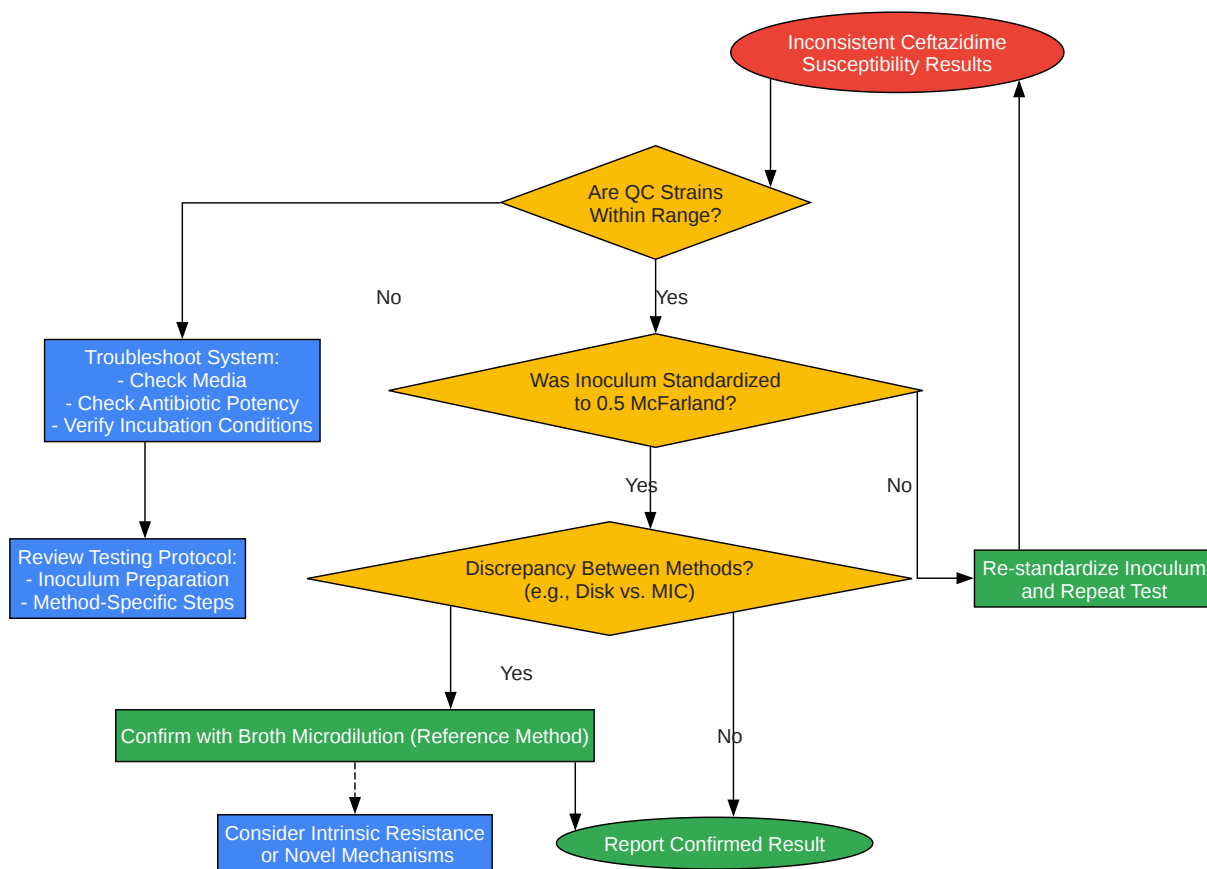 Inconsistent Ceftazidime
Susceptibility Results
Are QC Strains
Within Range?
No
Yes
Troubleshoot System:
- Check Media
- Check Antibiotic Potency
- Verify Incubation Conditions
Was Inoculum Standardized
to 0.5 McFarland?
Yes
No
Review Testing Protocol:
- Inoculum Preparation
- Method-Specific Steps
Discrepancy Between Methods?
(e.g., Disk vs. MIC)
Re-standardize Inoculum
and Repeat Test
Yes
No
Confirm with Broth Microdilution (Reference Method)
Consider Intrinsic Resistance
or Novel Mechanisms
Report Confirmed Result